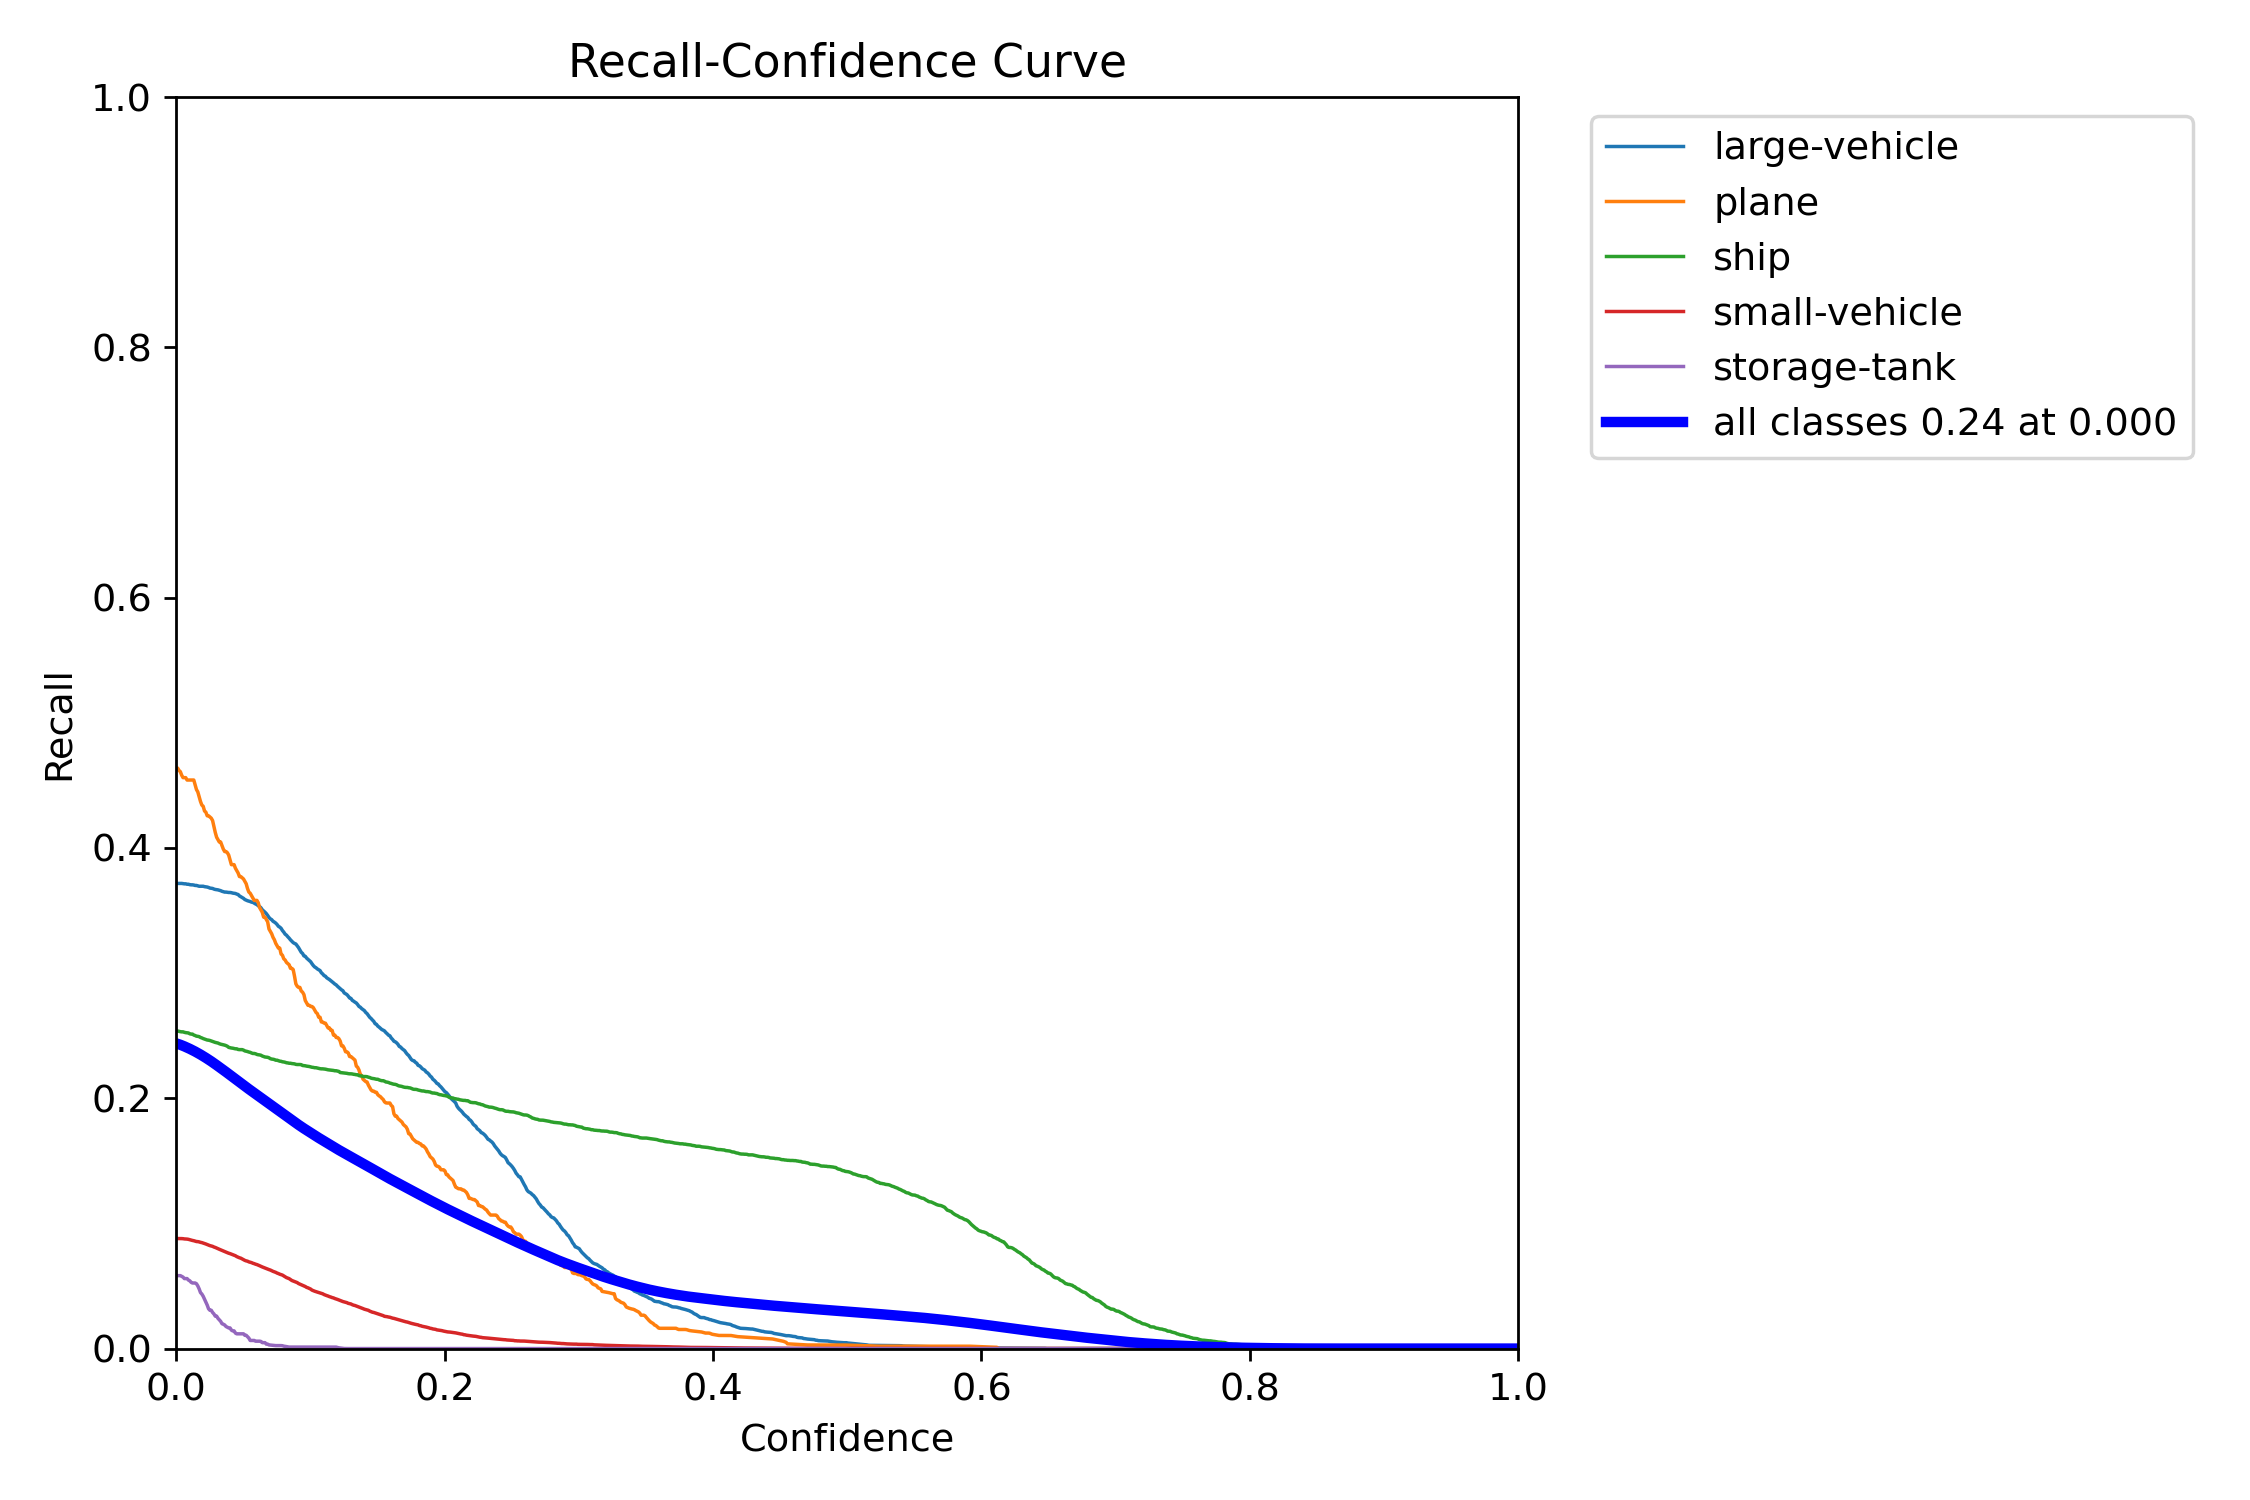 Recall-Confidence Curve
1.0
0.8
0.6
0.4
0.2
0.0
Recall
0.0 0.2 0.4 0.6 0.8 1.0
Confidence
large-vehicle
plane
ship
small-vehicle
storage-tank
all classes 0.24 at 0.000